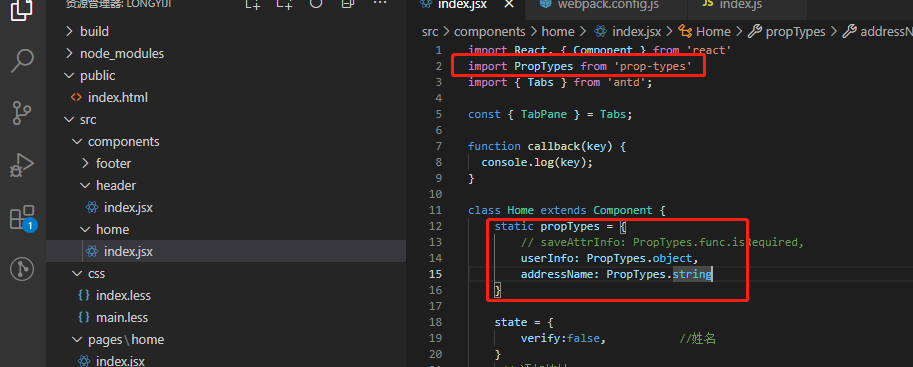 资源管理器: LONGYIJI
build
node_modules
public
index.html
src
components
footer
header
index.jsx
home
index.jsx
css
index.less
main.less
pages\home
index.jsx
1
index.jsx
webpack.config.js
index.js
src > components > home > index.jsx > Home > propTypes > addressN
1 import React, { Component } from 'react'
2 import PropTypes from 'prop-types'
3 import { Tabs } from 'antd';
4
5 const { TabPane } = Tabs;
6
7 function callback(key) {
8 console.log(key);
9 }
10
11 class Home extends Component {
12 static propTypes = {
13 // saveAttrInfo: PropTypes.func.isRequired,
14 userInfo: PropTypes.object,
15 addressName: PropTypes.string
16 }
17
18 state = {
19 verify:false, //姓名
20 }